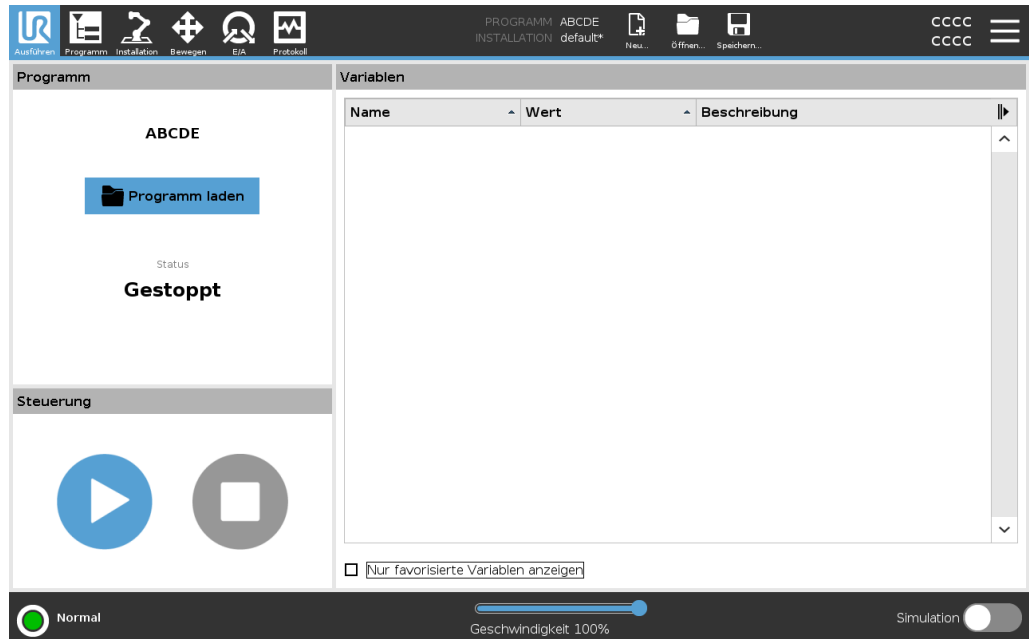 UR
Ausführen Programm Installation Bewegen E/A Protokoll
PROGRAMM ABCDE
INSTALLATION default*
Neu... Öffnen... Speichern...
CCCC
CCCC
Programm
ABCDE
Programm laden
Status
Gestoppt
Steuerung
Variablen
Name Wert Beschreibung
Nur favorisierte Variablen anzeigen
Normal
Geschwindigkeit 100%
Simulation